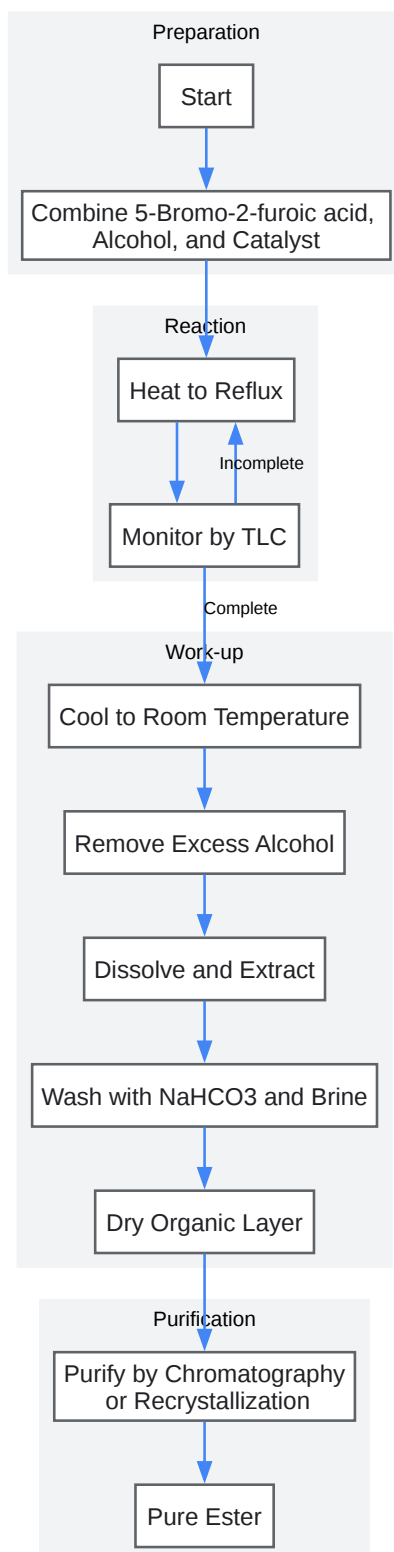 Preparation
Start
Combine 5-Bromo-2-furoic acid,
Alcohol, and Catalyst
Reaction
Heat to Reflux
Incomplete
Monitor by TLC
Complete
Work-up
Cool to Room Temperature
Remove Excess Alcohol
Dissolve and Extract
Wash with NaHCO3 and Brine
Dry Organic Layer
Purification
Purify by Chromatography
or Recrystallization
Pure Ester